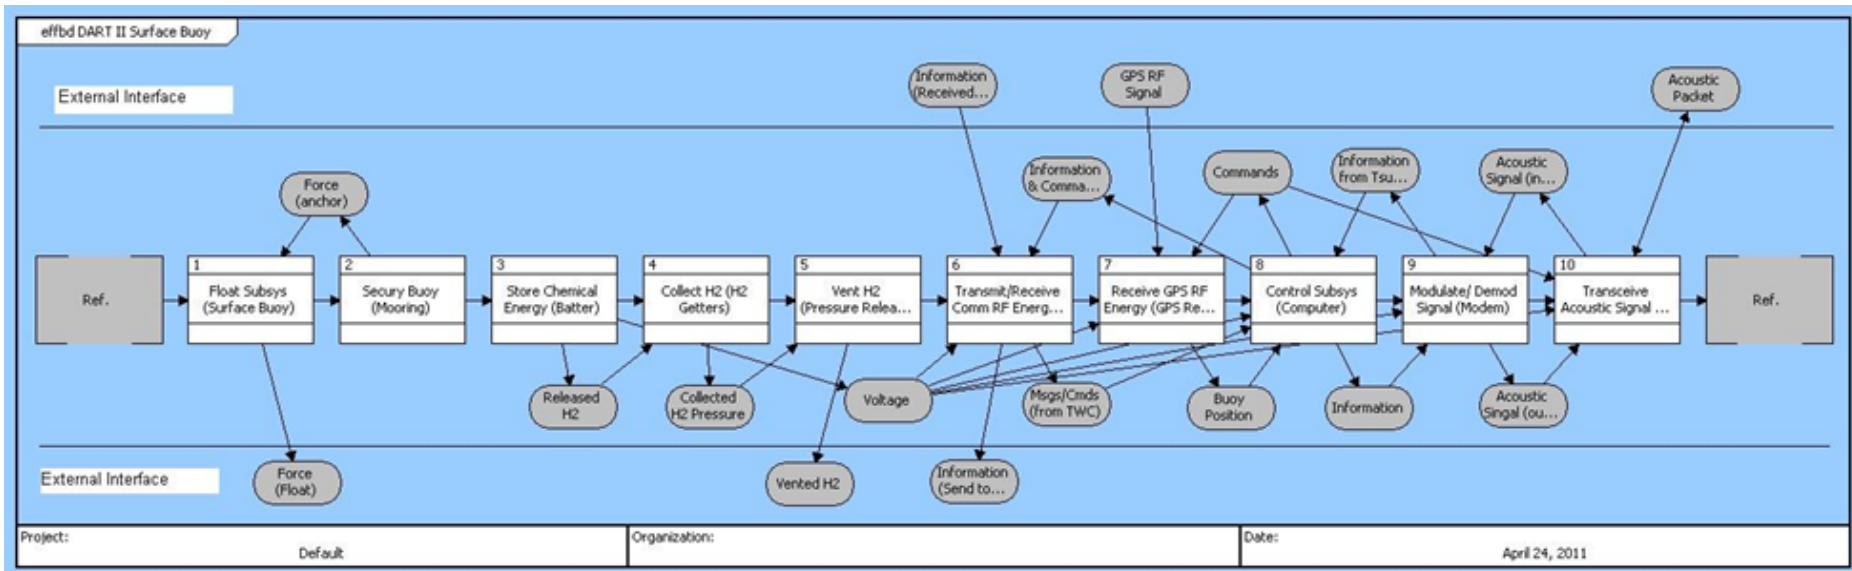 effbd DART II Surface Buoy
External Interface
Information
(Received...
GPS RF
Signal
Acoustic
Packet
Force
(anchor)
Information
& Comma...
Commands
Information
from Tsu...
Acoustic
Signal (in...
Ref.
1
Float Subsys
(Surface Buoy)
2
Secury Buoy
(Mooring)
3
Store Chemical
Energy (Batter)
4
Collect H2 (H2
Getters)
5
Vent H2
(Pressure Relea...
6
Transmit/Receive
Comm RF Energ...
7
Receive GPS RF
Energy (GPS Re...
8
Control Subsys
(Computer)
9
Modulate/ Demod
Signal (Modem)
10
Transceive
Acoustic Signal ...
Ref.
Released
H2
Collected
H2 Pressure
Voltage
Msgs/Cmds
(from TWC)
Buoy
Position
Information
Acoustic
Singal (ou...
External Interface
Force
(Float)
Vented H2
Information
(Send to...
Project:
Default
Organization:
Date:
April 24, 2011